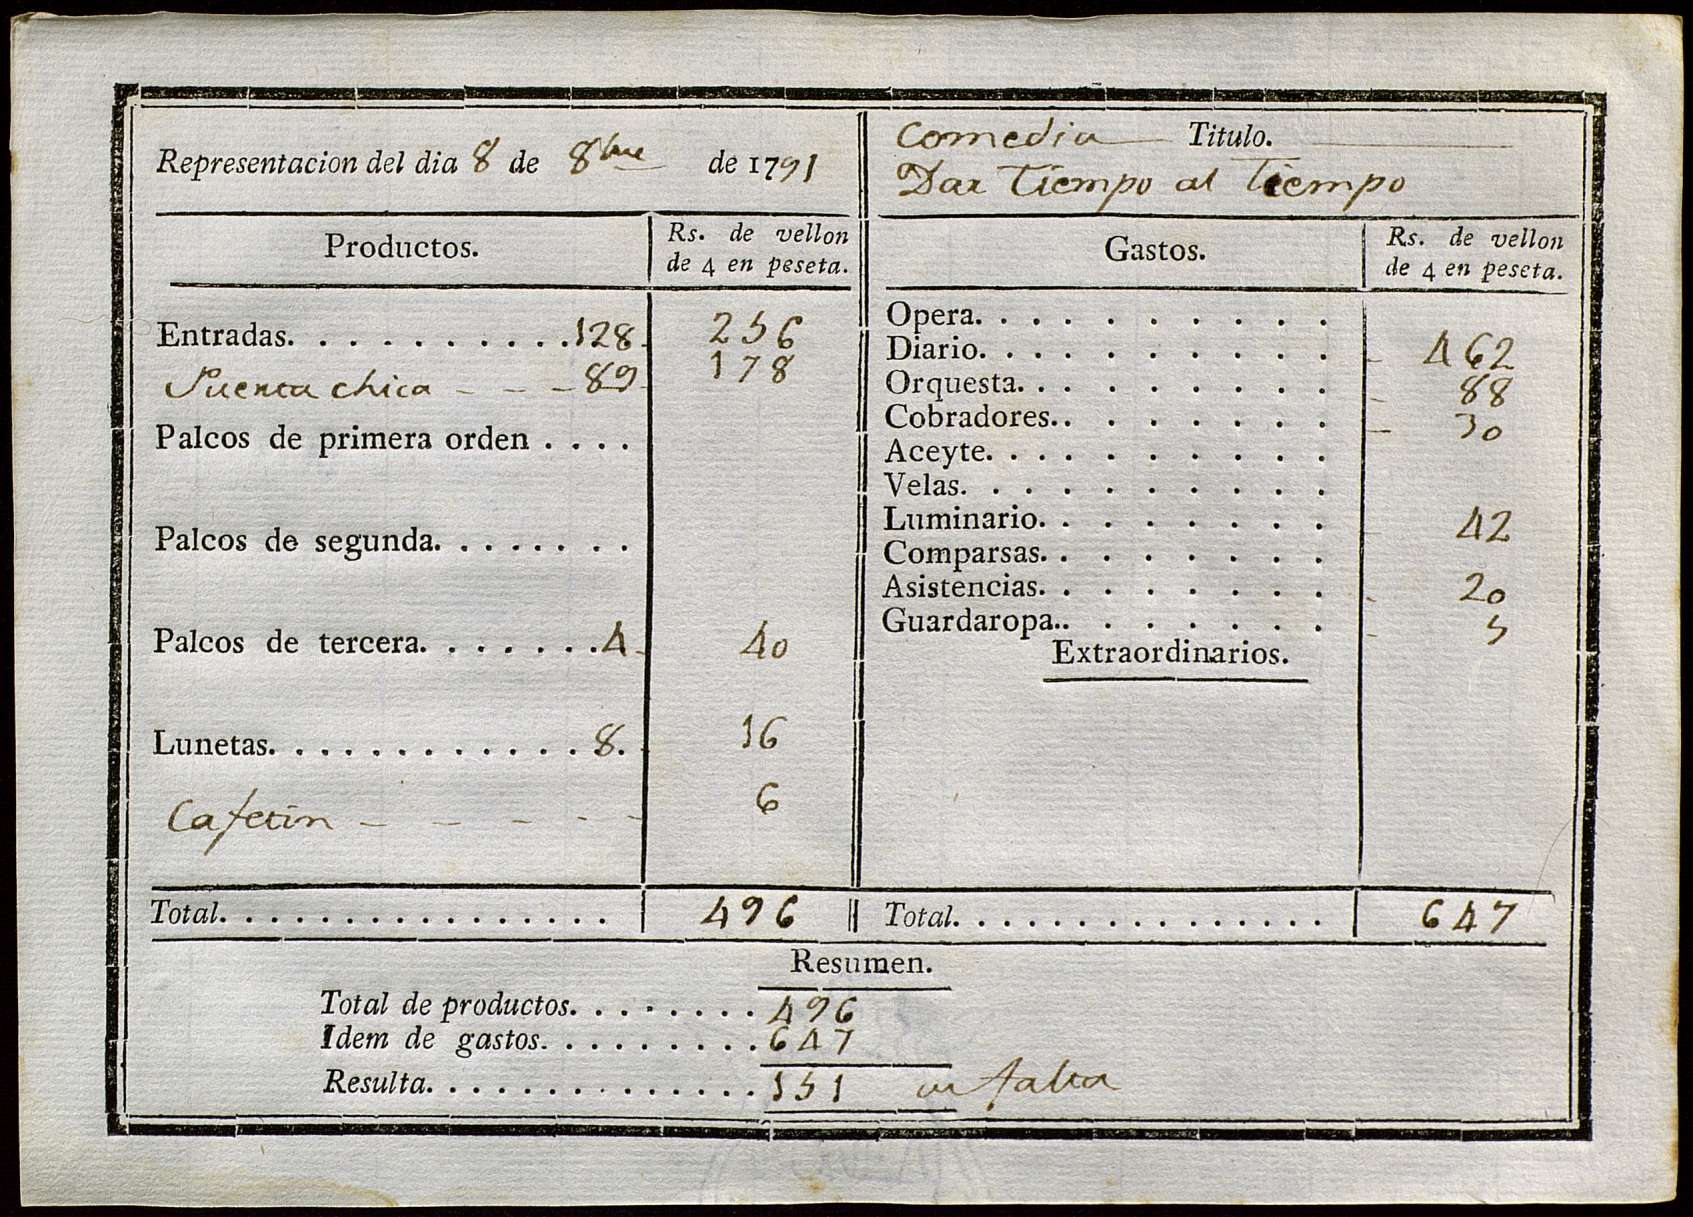 Representacion del dia 8 de 8bre de 1791
Comedia Titulo.
Dar Tiempo al Tiempo
Productos. Rs. de vellon de 4 en peseta.
Gastos. Rs. de vellon de 4 en peseta.
Entradas. . . . . . . . . . . 128. 256
Puerta chica - - - 89 178
Palcos de primera orden . . . .
Palcos de segunda. . . . . . . .
Palcos de tercera. . . . . . . . 4. 40
Lunetas. . . . . . . . . . . . . 8. 16
Cafetin - - - - - 6
Total. . . . . . . . . . . . . . . . 496
Opera. . . . . . . . . .
Diario. . . . . . . . . . 462
Orquesta. . . . . . . . . 88
Cobradores. . . . . . . . 30
Aceyte. . . . . . . . . .
Velas. . . . . . . . . .
Luminario. . . . . . . . 42
Comparsas. . . . . . . .
Asistencias. . . . . . . . 20
Guardaropa. . . . . . . . 5
Extraordinarios.
Total. . . . . . . . . . . . . . . 647
Resumen.
Total de productos. . . . . . . . . 496
Idem de gastos. . . . . . . . . . 647
Resulta. . . . . . . . . . . . . . . 151 en falta